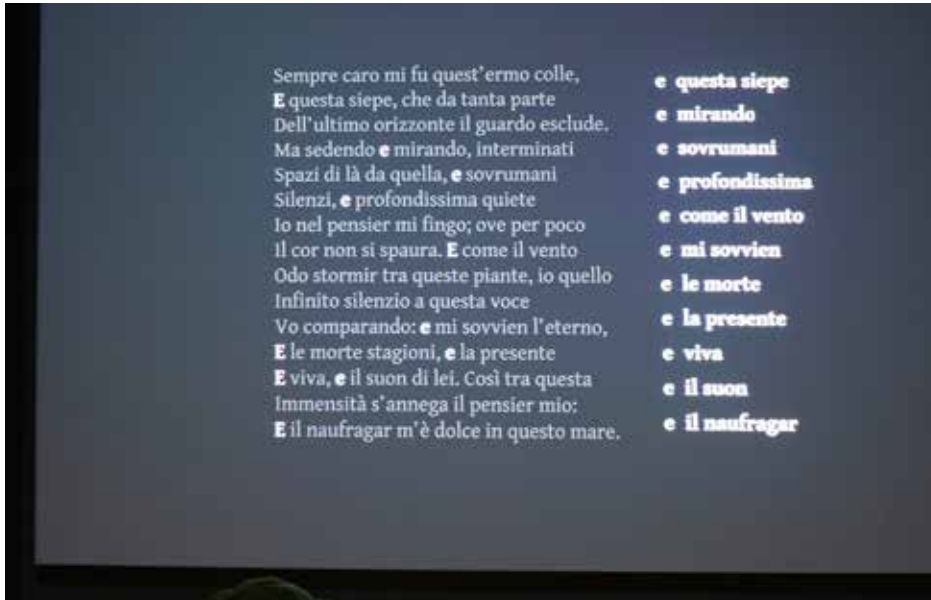 Sempre caro mi fu quest'ermo colle,
E questa siepe, che da tanta parte
Dell'ultimo orizzonte il guardo esclude.
Ma sedendo e mirando, interminati
Spazi di là da quella, e sovrumani
Silenzi, e profondissima quiete
Io nel pensier mi fingo; ove per poco
Il cor non si spaura. E come il vento
Odo stormir tra queste piante, io quello
Infinito silenzio a questa voce
Vo comparando: e mi sovvien l'eterno,
E le morte stagioni, e la presente
E viva, e il suon di lei. Così tra questa
Immensità s'annega il pensier mio:
E il naufragar m'è dolce in questo mare.
e questa siepe
e mirando
e sovrumani
e profondissima
e come il vento
e mi sovvien
e le morte
e la presente
e viva
e il suon
e il naufragar